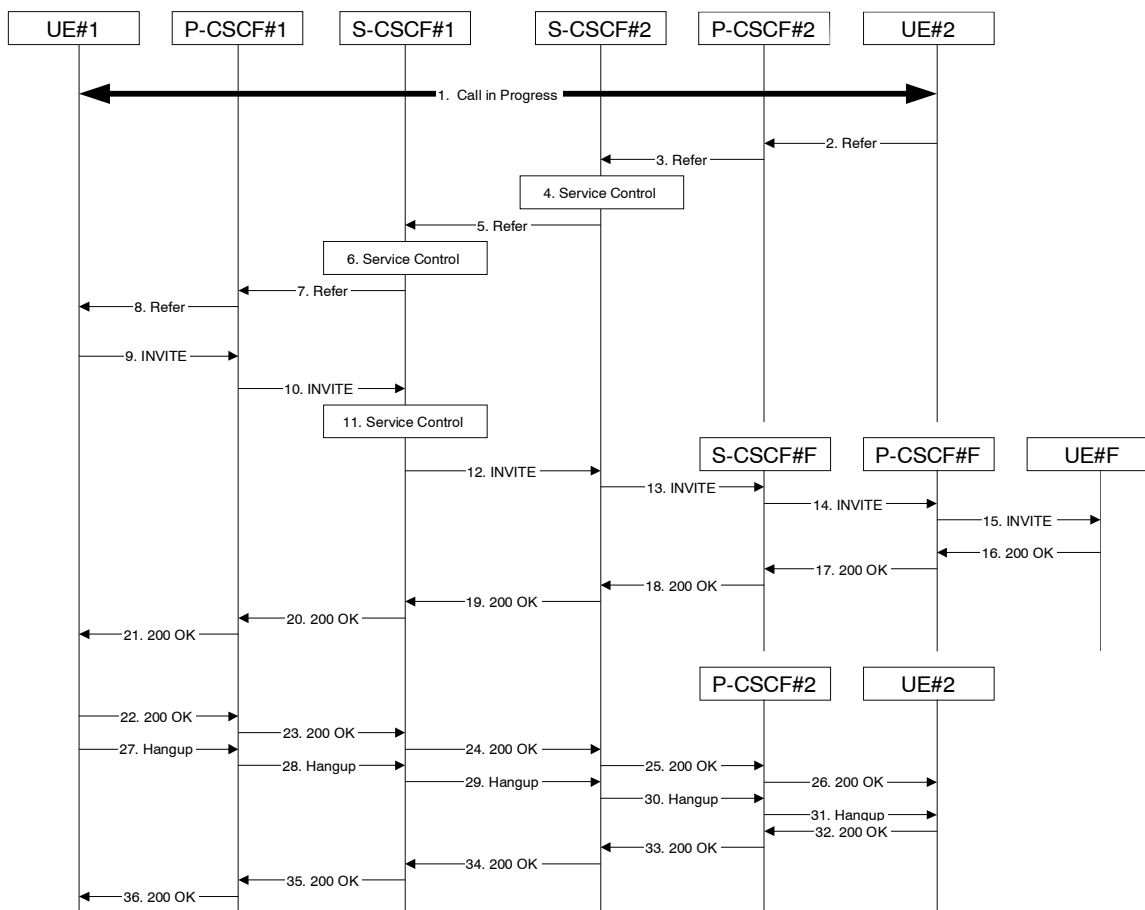 UE#1
P-CSCF#1
S-CSCF#1
S-CSCF#2
P-CSCF#2
UE#2
1. Call in Progress
2. Refer
3. Refer
4. Service Control
5. Refer
6. Service Control
7. Refer
8. Refer
9. INVITE
10. INVITE
11. Service Control
S-CSCF#F
P-CSCF#F
UE#F
12. INVITE
13. INVITE
14. INVITE
15. INVITE
16. 200 OK
17. 200 OK
18. 200 OK
19. 200 OK
20. 200 OK
21. 200 OK
P-CSCF#2
UE#2
22. 200 OK
23. 200 OK
27. Hangup
24. 200 OK
28. Hangup
25. 200 OK
29. Hangup
26. 200 OK
30. Hangup
31. Hangup
32. 200 OK
33. 200 OK
34. 200 OK
35. 200 OK
36. 200 OK